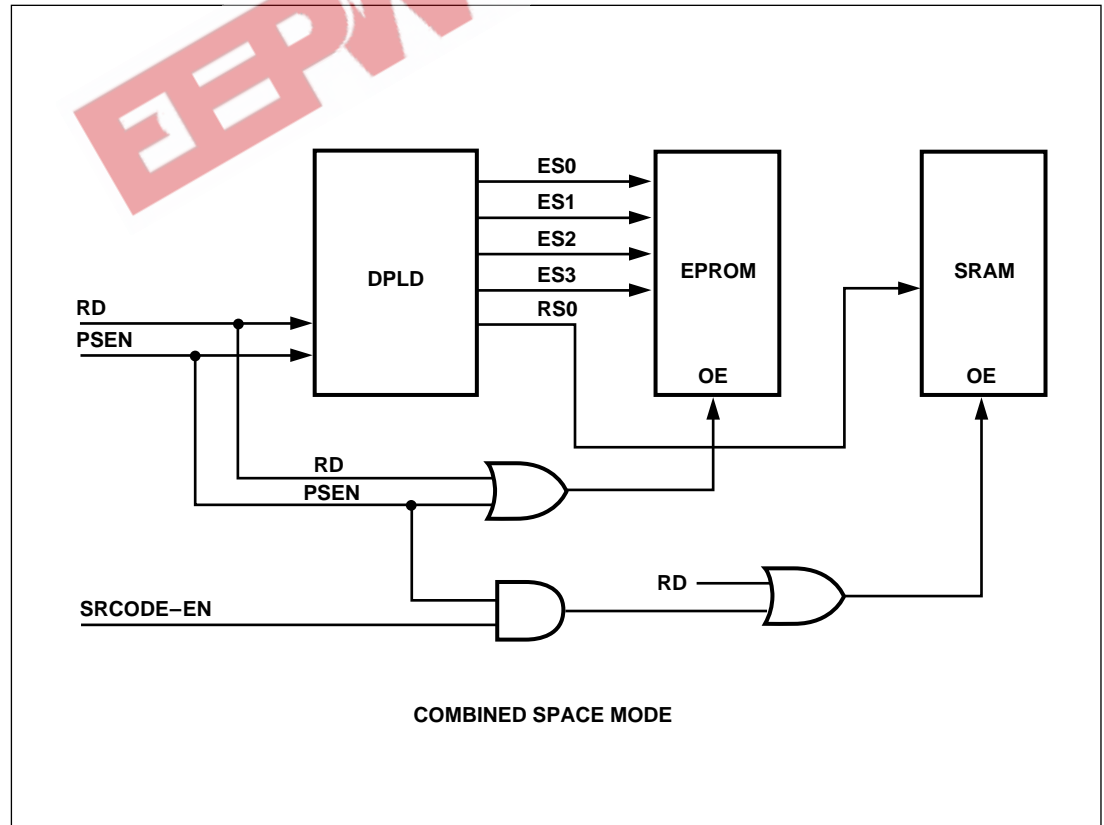 EEPW
ES0
ES1
ES2
ES3
RS0
DPLD
EPROM
SRAM
RD
PSEN
OE
OE
RD
PSEN
RD
SRCODE–EN
COMBINED SPACE MODE